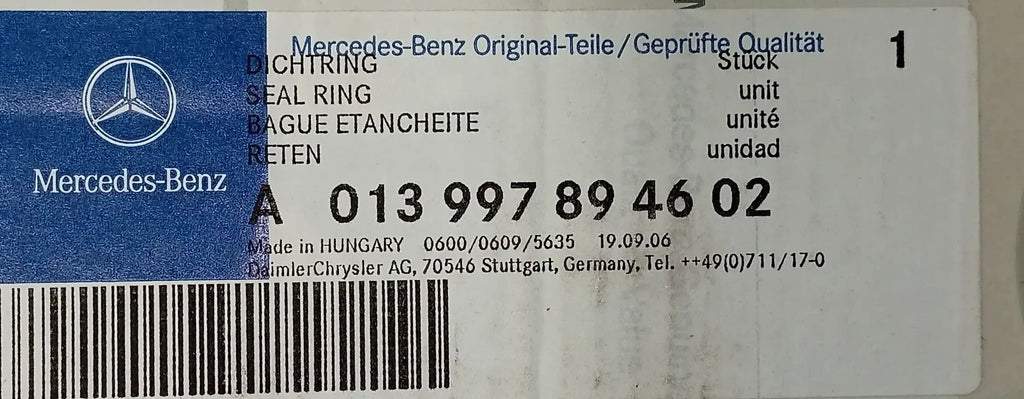 Mercedes-Benz Original-Teile/Geprüfte Qualität
1
DICHTRING Stück
SEAL RING unit
BAGUE ETANCHEITE unité
RETEN unidad
Mercedes-Benz
A 013 997 89 46 02
Made in HUNGARY 0600/0609/5635 19.09.06
DaimlerChrysler AG, 70546 Stuttgart, Germany, Tel. ++49(0)711/17-0